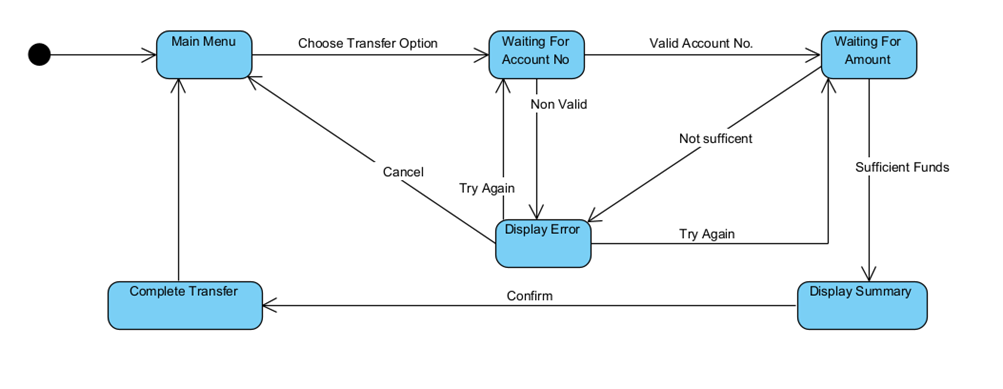 Main Menu
Choose Transfer Option
Waiting For
Account No
Valid Account No.
Waiting For
Amount
Non Valid
Not sufficent
Sufficient Funds
Cancel
Try Again
Display Error
Try Again
Complete Transfer
Confirm
Display Summary